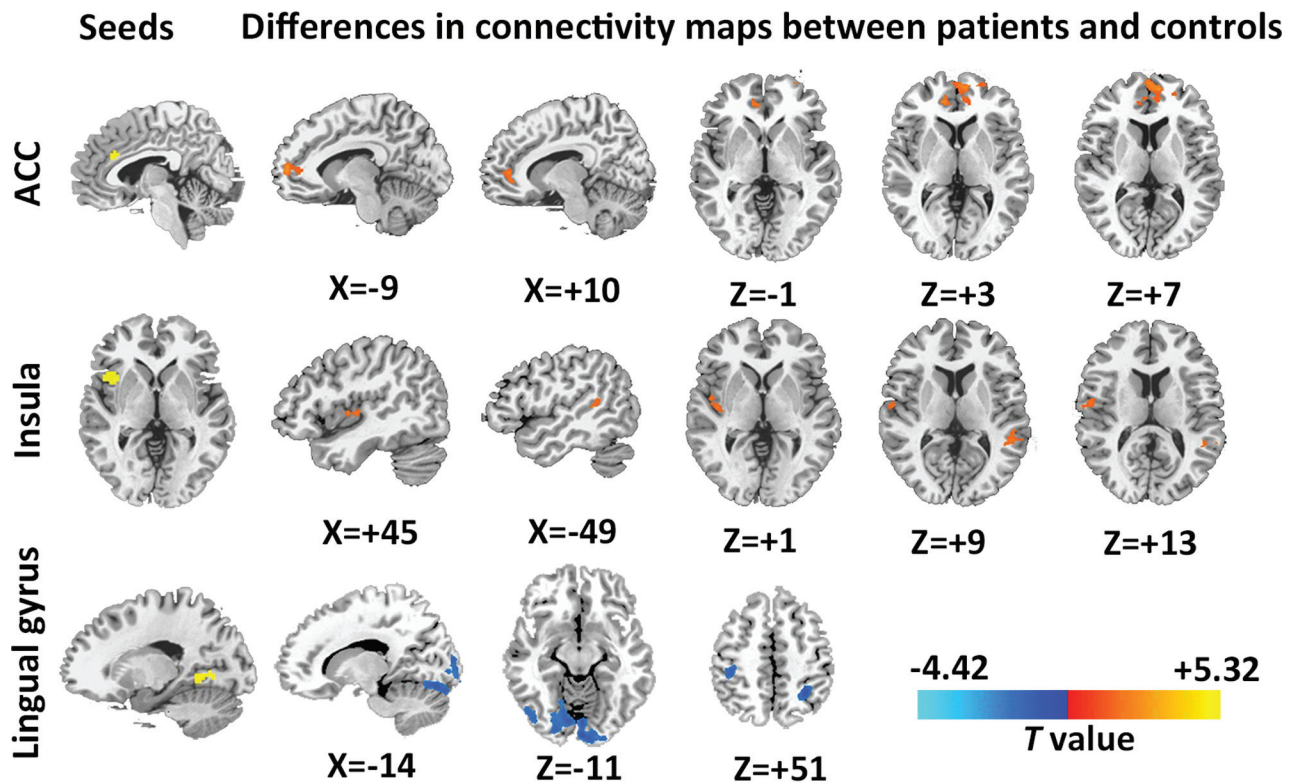 Seeds Differences in connectivity maps between patients and controls
ACC
X=-9 X=+10 Z=-1 Z=+3 Z=+7
Insula
X=+45 X=-49 Z=+1 Z=+9 Z=+13
Lingual gyrus
-4.42 +5.32
T value
X=-14 Z=-11 Z=+51